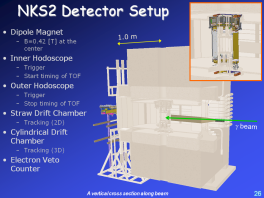 NKS2 Detector Setup
• Dipole Magnet
– B=0.42 [T] at the
center
• Inner Hodoscope
– Trigger
– Start timing of TOF
• Outer Hodoscope
– Trigger
– Stop timing of TOF
• Straw Drift Chamber
– Tracking (2D)
• Cylindrical Drift
Chamber
– Tracking (3D)
• Electron Veto
Counter
1.0 m
γ beam
A vertical cross section along beam
26